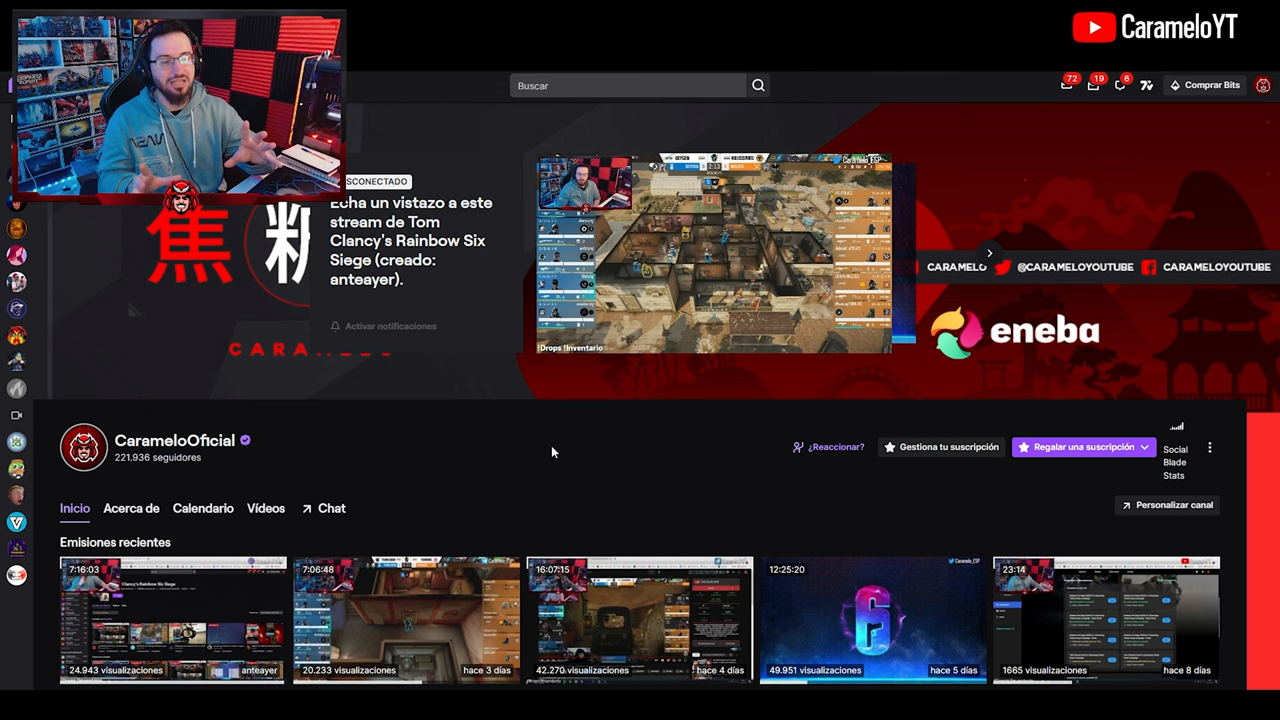 CarameloYT
Buscar
72
19
6
Comprar Bits
SCONECTADO
Echa un vistazo a este
stream de Tom
Clancy's Rainbow Six
Siege (creado:
anteayer).
Activar notificaciones
焦
糖
Caramelo_ESP
!Drops !Inventario
CARAMELO
@CARAMELOYOUTUBE
CARAMELOYOUTUBE
eneba
CarameloOficial
221.936 seguidores
¿Reaccionar?
Gestiona tu suscripción
Regalar una suscripción
Social
Blade
Stats
Inicio
Acerca de
Calendario
Vídeos
Chat
Personalizar canal
Emisiones recientes
7:16:03
7:06:48
16:07:15
12:25:20
23:14
24.943 visualizaciones
anteayer
20.233 visualizaciones
hace 3 días
42.270 visualizaciones
hace 4 días
49.951 visualizaciones
hace 5 días
1665 visualizaciones
hace 8 días